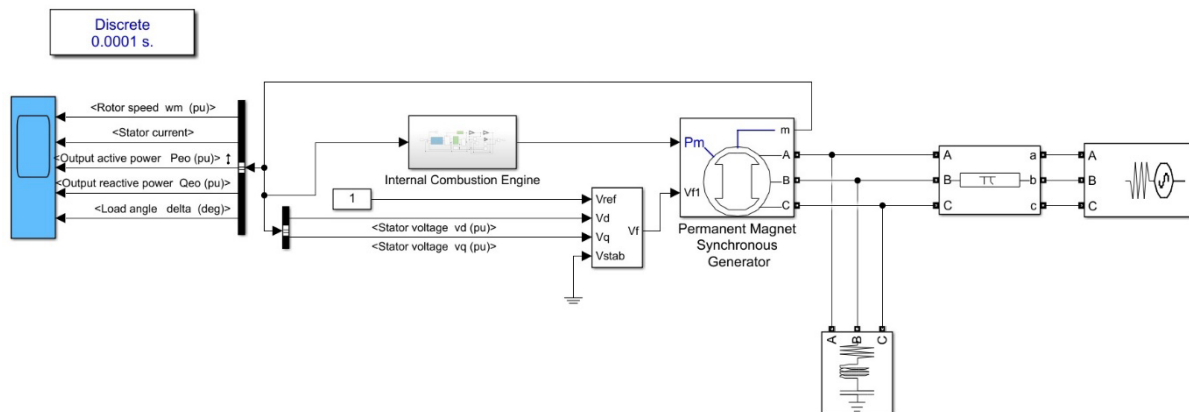 Discrete
0.0001 s.
<Rotor speed wm (pu)>
<Stator current>
<Output active power Peo (pu)>
<Output reactive power Qeo (pu)>
<Load angle delta (deg)>
Internal Combustion Engine
1
<Stator voltage vd (pu)>
<Stator voltage vq (pu)>
Vref
Vd
Vq
Vstab
Vf
Pm
Vf1
m
A
B
C
Permanent Magnet
Synchronous
Generator
A
B
C
a
b
c
A
B
C
A
B
C